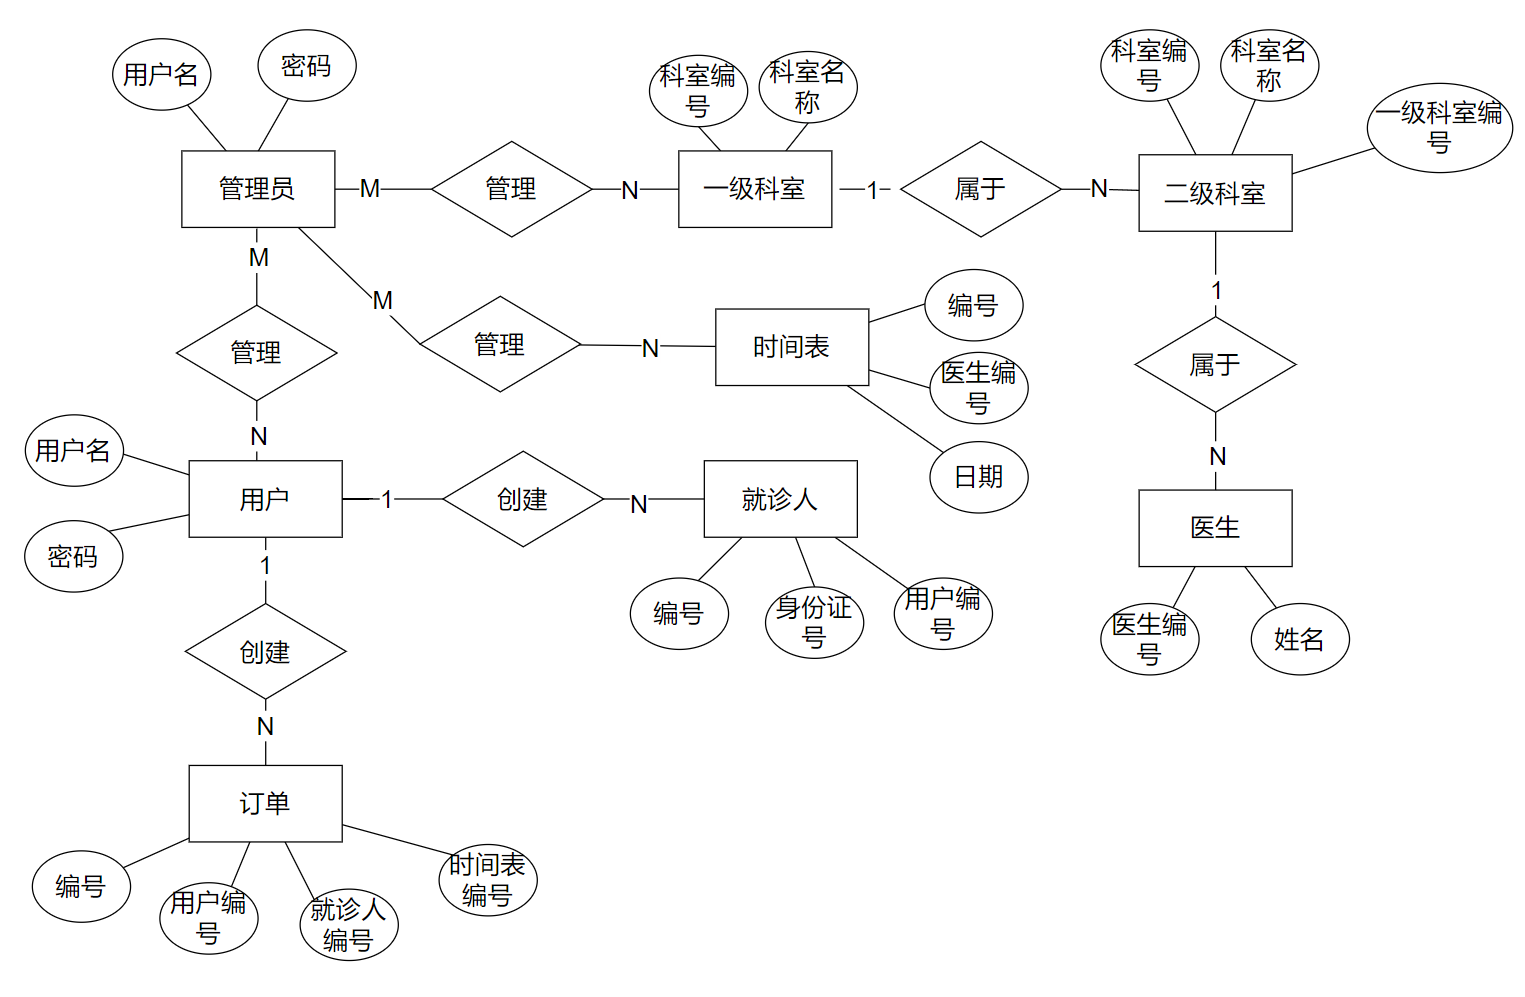 用户名
密码
科室编
号
科室名
称
科室编
号
科室名
称
一级科室编
号
管理员
M
管理
N
一级科室
1
属于
N
二级科室
M
M
管理
管理
N
时间表
编号
医生编
号
日期
1
属于
N
N
用户名
密码
用户
1
创建
N
就诊人
编号
身份证
号
用户编
号
医生
医生编
号
姓名
1
创建
N
订单
编号
用户编
号
就诊人
编号
时间表
编号